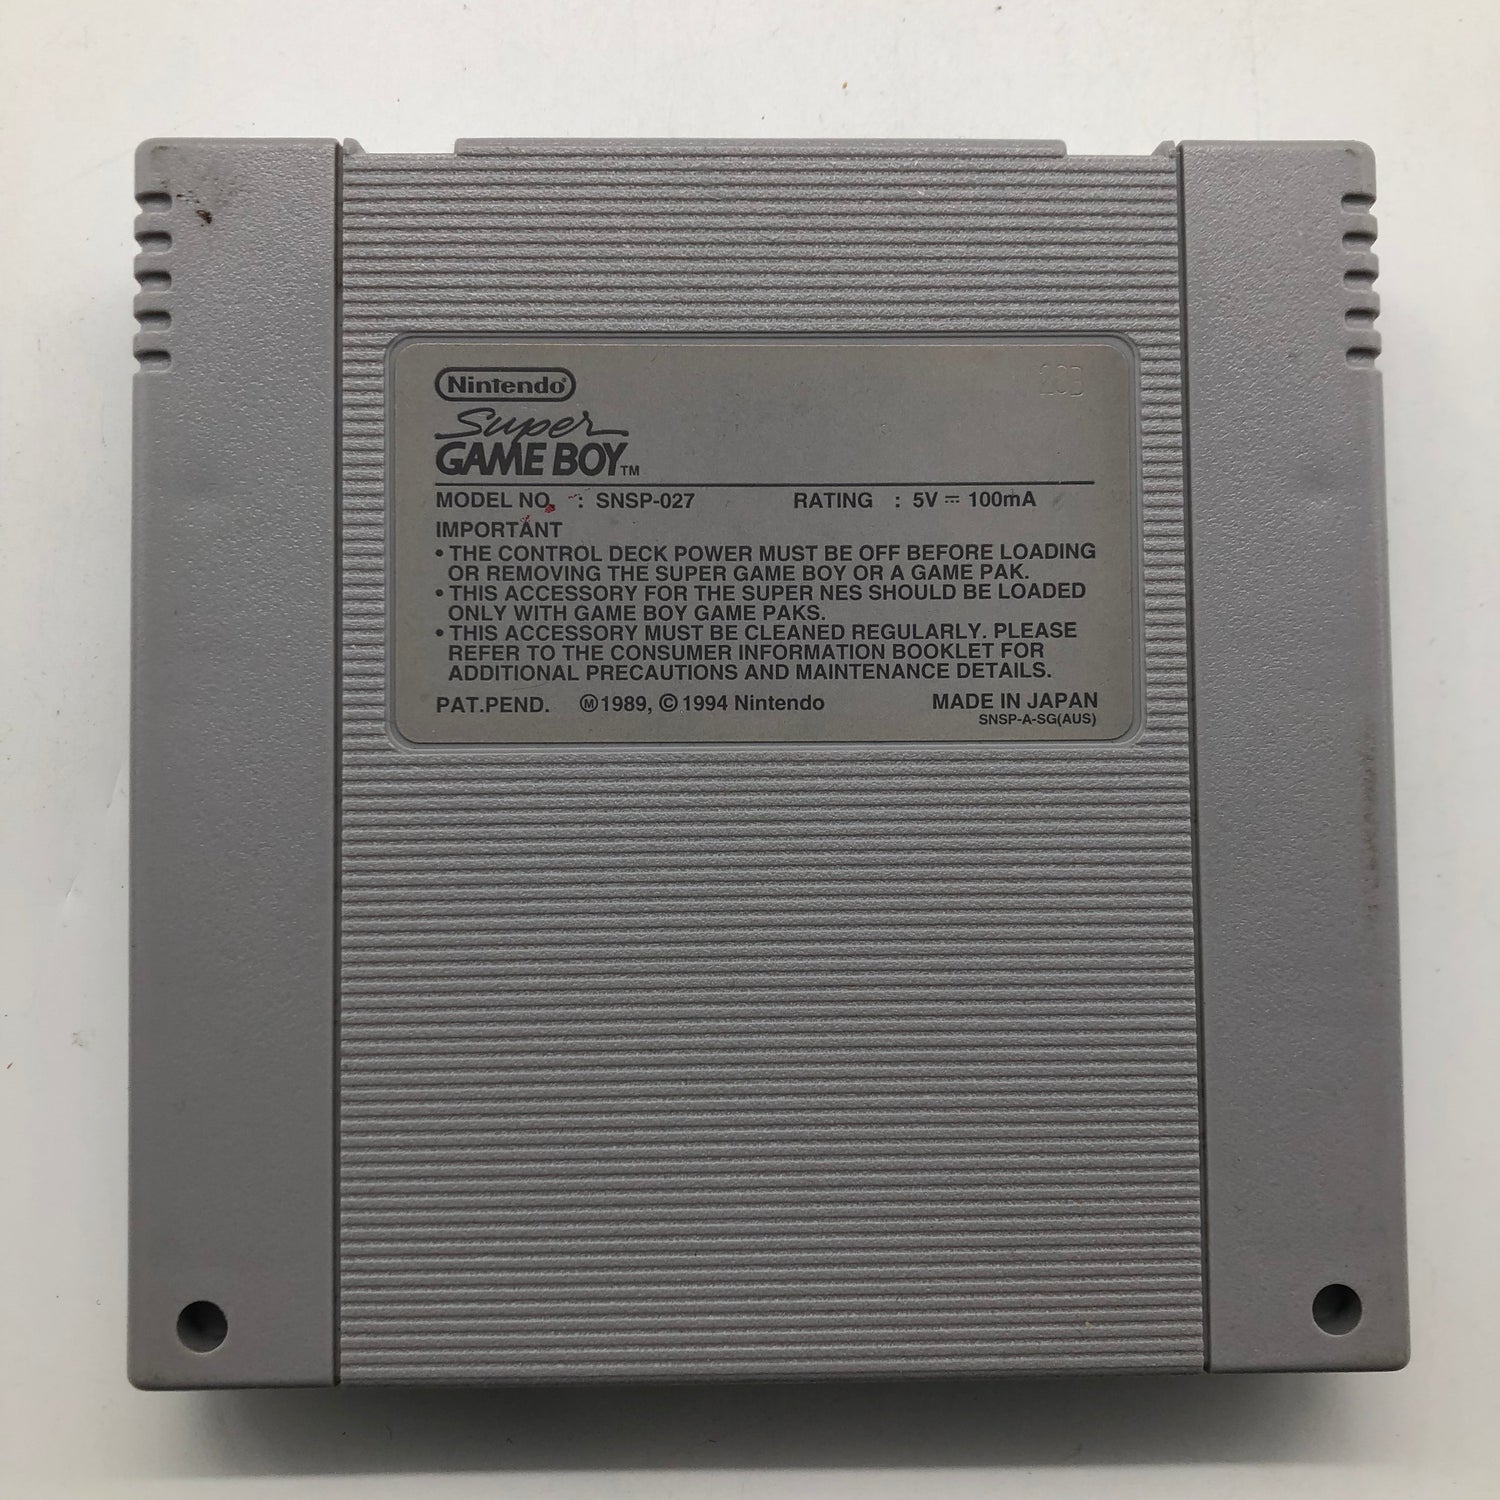 Nintendo®
Super
GAME BOY™
MODEL NO. : SNSP-027 RATING : 5V ⎓ 100mA
IMPORTANT
• THE CONTROL DECK POWER MUST BE OFF BEFORE LOADING
OR REMOVING THE SUPER GAME BOY OR A GAME PAK.
• THIS ACCESSORY FOR THE SUPER NES SHOULD BE LOADED
ONLY WITH GAME BOY GAME PAKS.
• THIS ACCESSORY MUST BE CLEANED REGULARLY. PLEASE
REFER TO THE CONSUMER INFORMATION BOOKLET FOR
ADDITIONAL PRECAUTIONS AND MAINTENANCE DETAILS.
PAT.PEND. Ⓜ1989, ©1994 Nintendo MADE IN JAPAN
SNSP-A-SG(AUS)